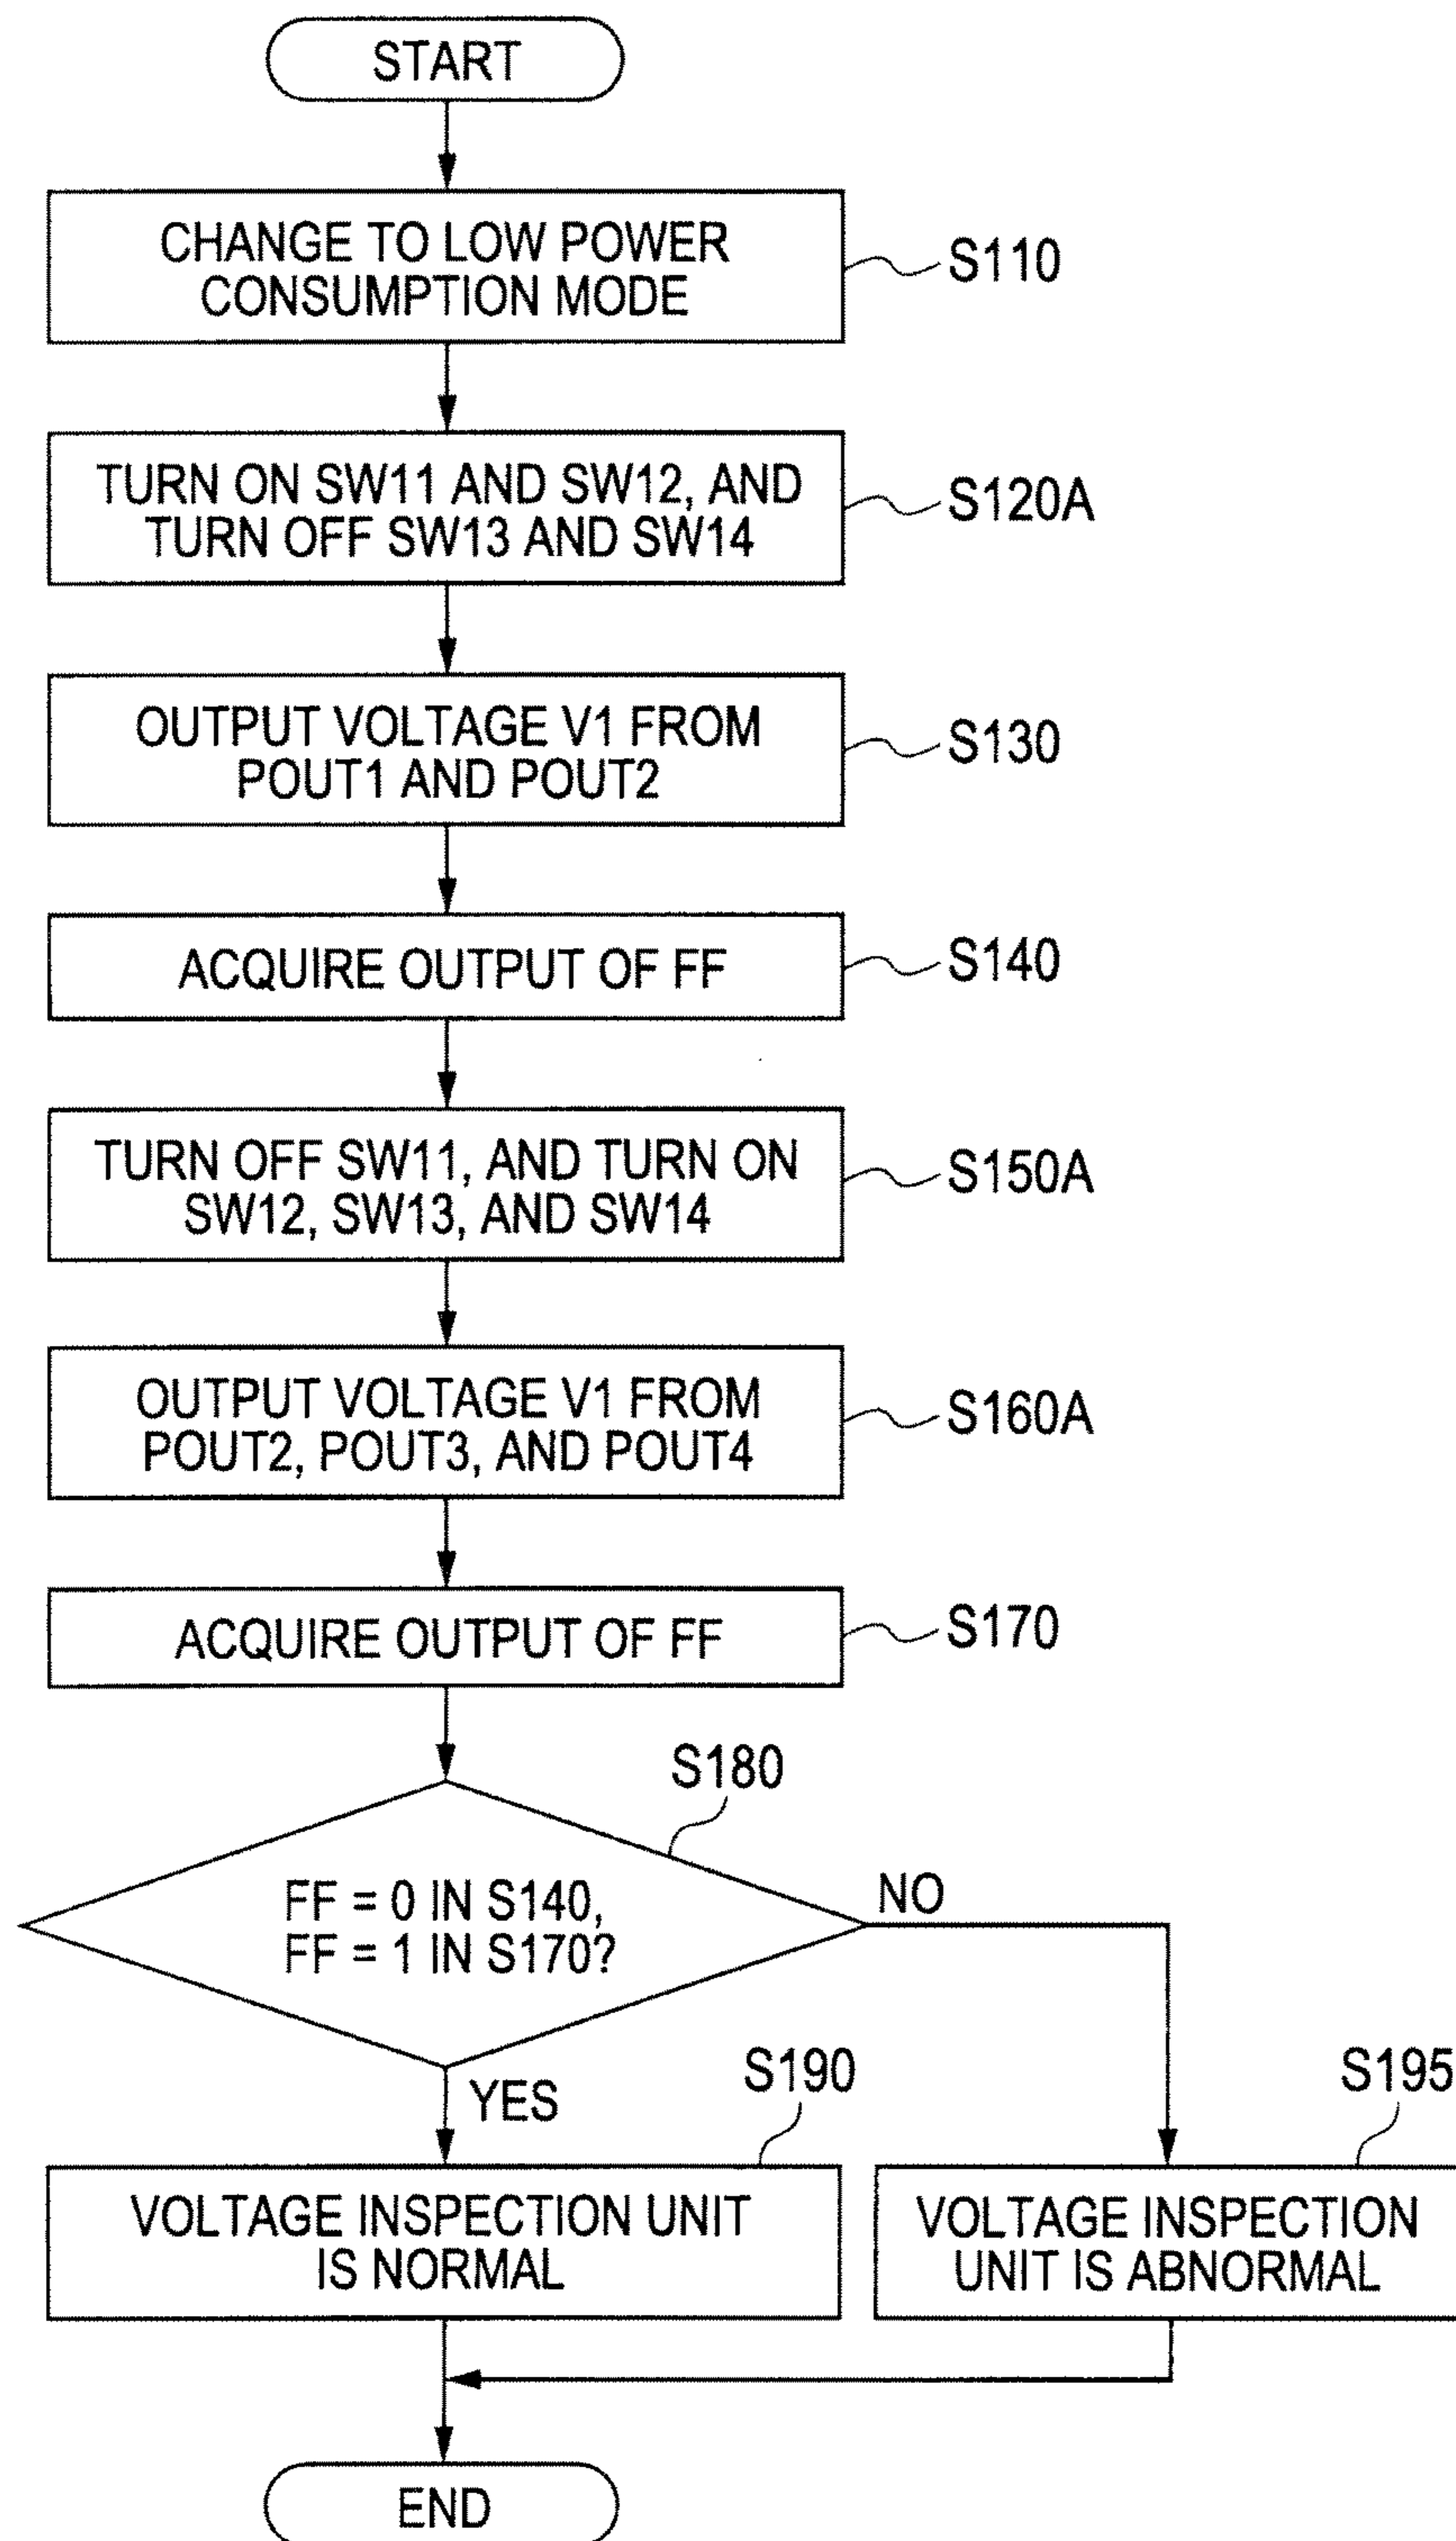 START
CHANGE TO LOW POWER
CONSUMPTION MODE
S110
TURN ON SW11 AND SW12, AND
TURN OFF SW13 AND SW14
S120A
OUTPUT VOLTAGE V1 FROM
POUT1 AND POUT2
S130
ACQUIRE OUTPUT OF FF
S140
TURN OFF SW11, AND TURN ON
SW12, SW13, AND SW14
S150A
OUTPUT VOLTAGE V1 FROM
POUT2, POUT3, AND POUT4
S160A
ACQUIRE OUTPUT OF FF
S170
S180
FF = 0 IN S140,
FF = 1 IN S170?
NO
YES
S190
S195
VOLTAGE INSPECTION UNIT
IS NORMAL
VOLTAGE INSPECTION
UNIT IS ABNORMAL
END